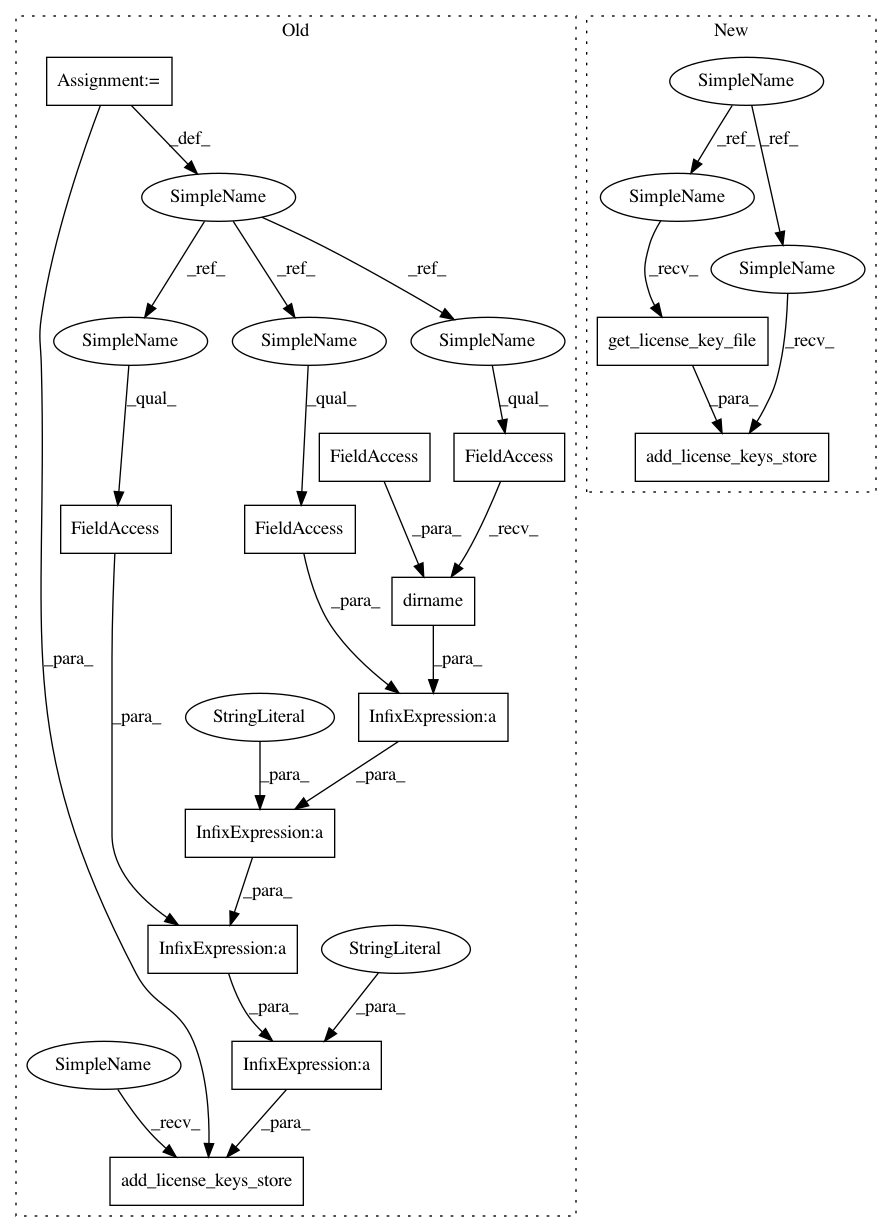 Old
New
Assignment:=
SimpleName
_def_
_ref_
_ref_
SimpleName
SimpleName
SimpleName
_ref_
_ref_
_ref_
_recv_
SimpleName
SimpleName
SimpleName
get_license_key_file
_recv_
_qual_
_qual_
_qual_
_para_
FieldAccess
FieldAccess
add_license_keys_store
FieldAccess
FieldAccess
_para_
_recv_
_para_
dirname
_para_
_para_
_para_
StringLiteral
InfixExpression:a
_para_
_para_
InfixExpression:a
_para_
InfixExpression:a
StringLiteral
_para_
_para_
SimpleName
InfixExpression:a
_recv_
_para_
add_license_keys_store